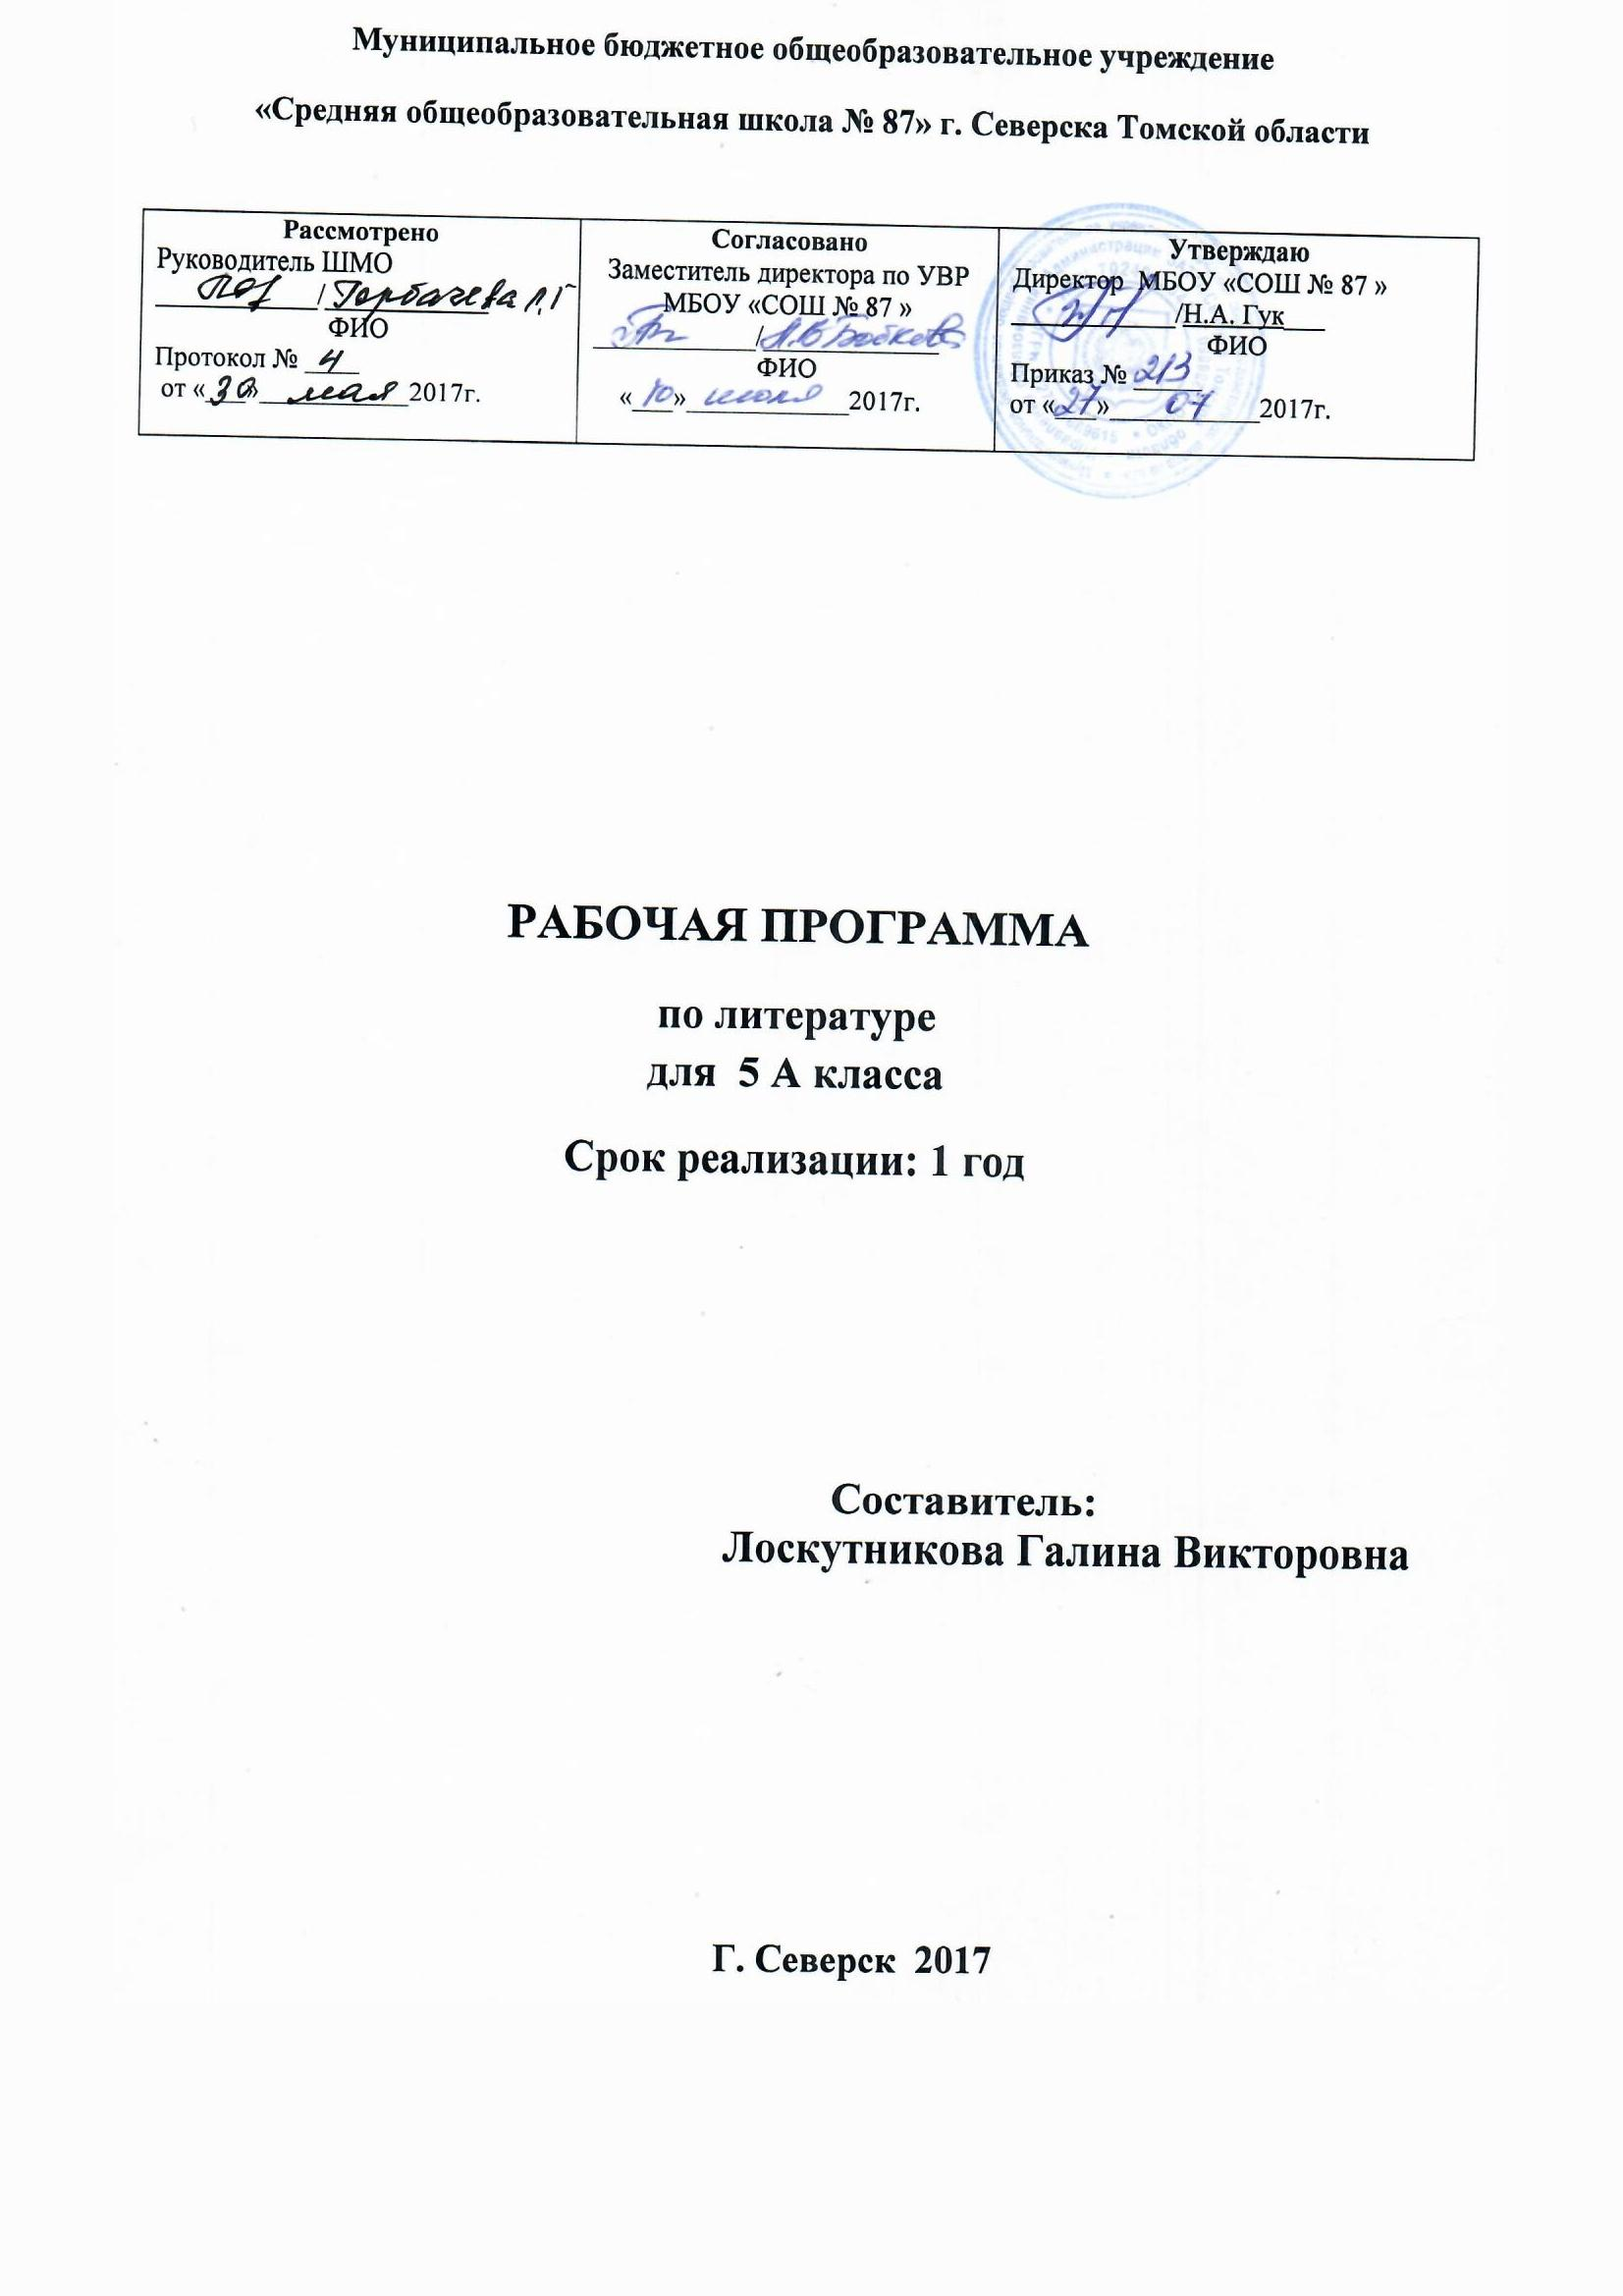 Муниципальное бюджетное общеобразовательное учреждение
«Средняя общеобразовательная школа № 87» г. Северска Томской области
Рассмотрено
Руководитель ШМО
/ Горбачева
ФИО
Протокол № 4
от «30» мая 2017г.
Согласовано
Заместитель директора по УВР
МБОУ «СОШ № 87 »
/
ФИО
«10» июля 2017г.
Утверждаю
Директор МБОУ «СОШ № 87 »
/Н.А. Гук
ФИО
Приказ № 213
от «27» 07 2017г.
РАБОЧАЯ ПРОГРАММА
по литературе
для 5 А класса
Срок реализации: 1 год
Составитель:
Лоскутникова Галина Викторовна
Г. Северск 2017